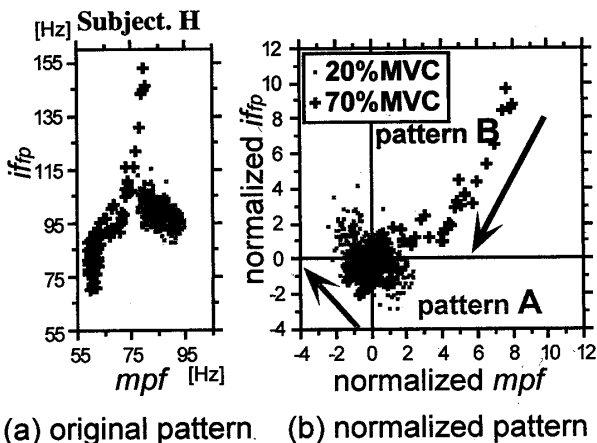 Subject. H
[Hz]
155
135
115
95
75
55
if_fp
55
75
95
mpf
[Hz]
(a) original pattern.
12
10
8
6
4
2
0
-2
-4
normalized if_fp
20%MVC
70%MVC
pattern B
pattern A
-4
-2
0
2
4
6
8
10
12
normalized mpf
(b) normalized pattern